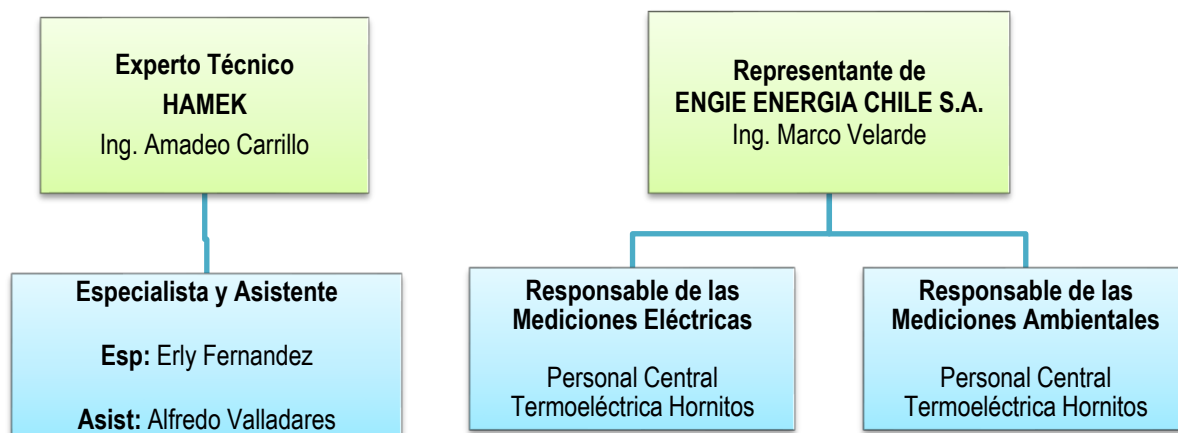 Experto Técnico
HAMEK
Ing. Amadeo Carrillo
Representante de
ENGIE ENERGIA CHILE S.A.
Ing. Marco Velarde
Especialista y Asistente
Esp: Erly Fernandez
Asist: Alfredo Valladares
Responsable de las
Mediciones Eléctricas
Personal Central
Termoeléctrica Hornitos
Responsable de las
Mediciones Ambientales
Personal Central
Termoeléctrica Hornitos